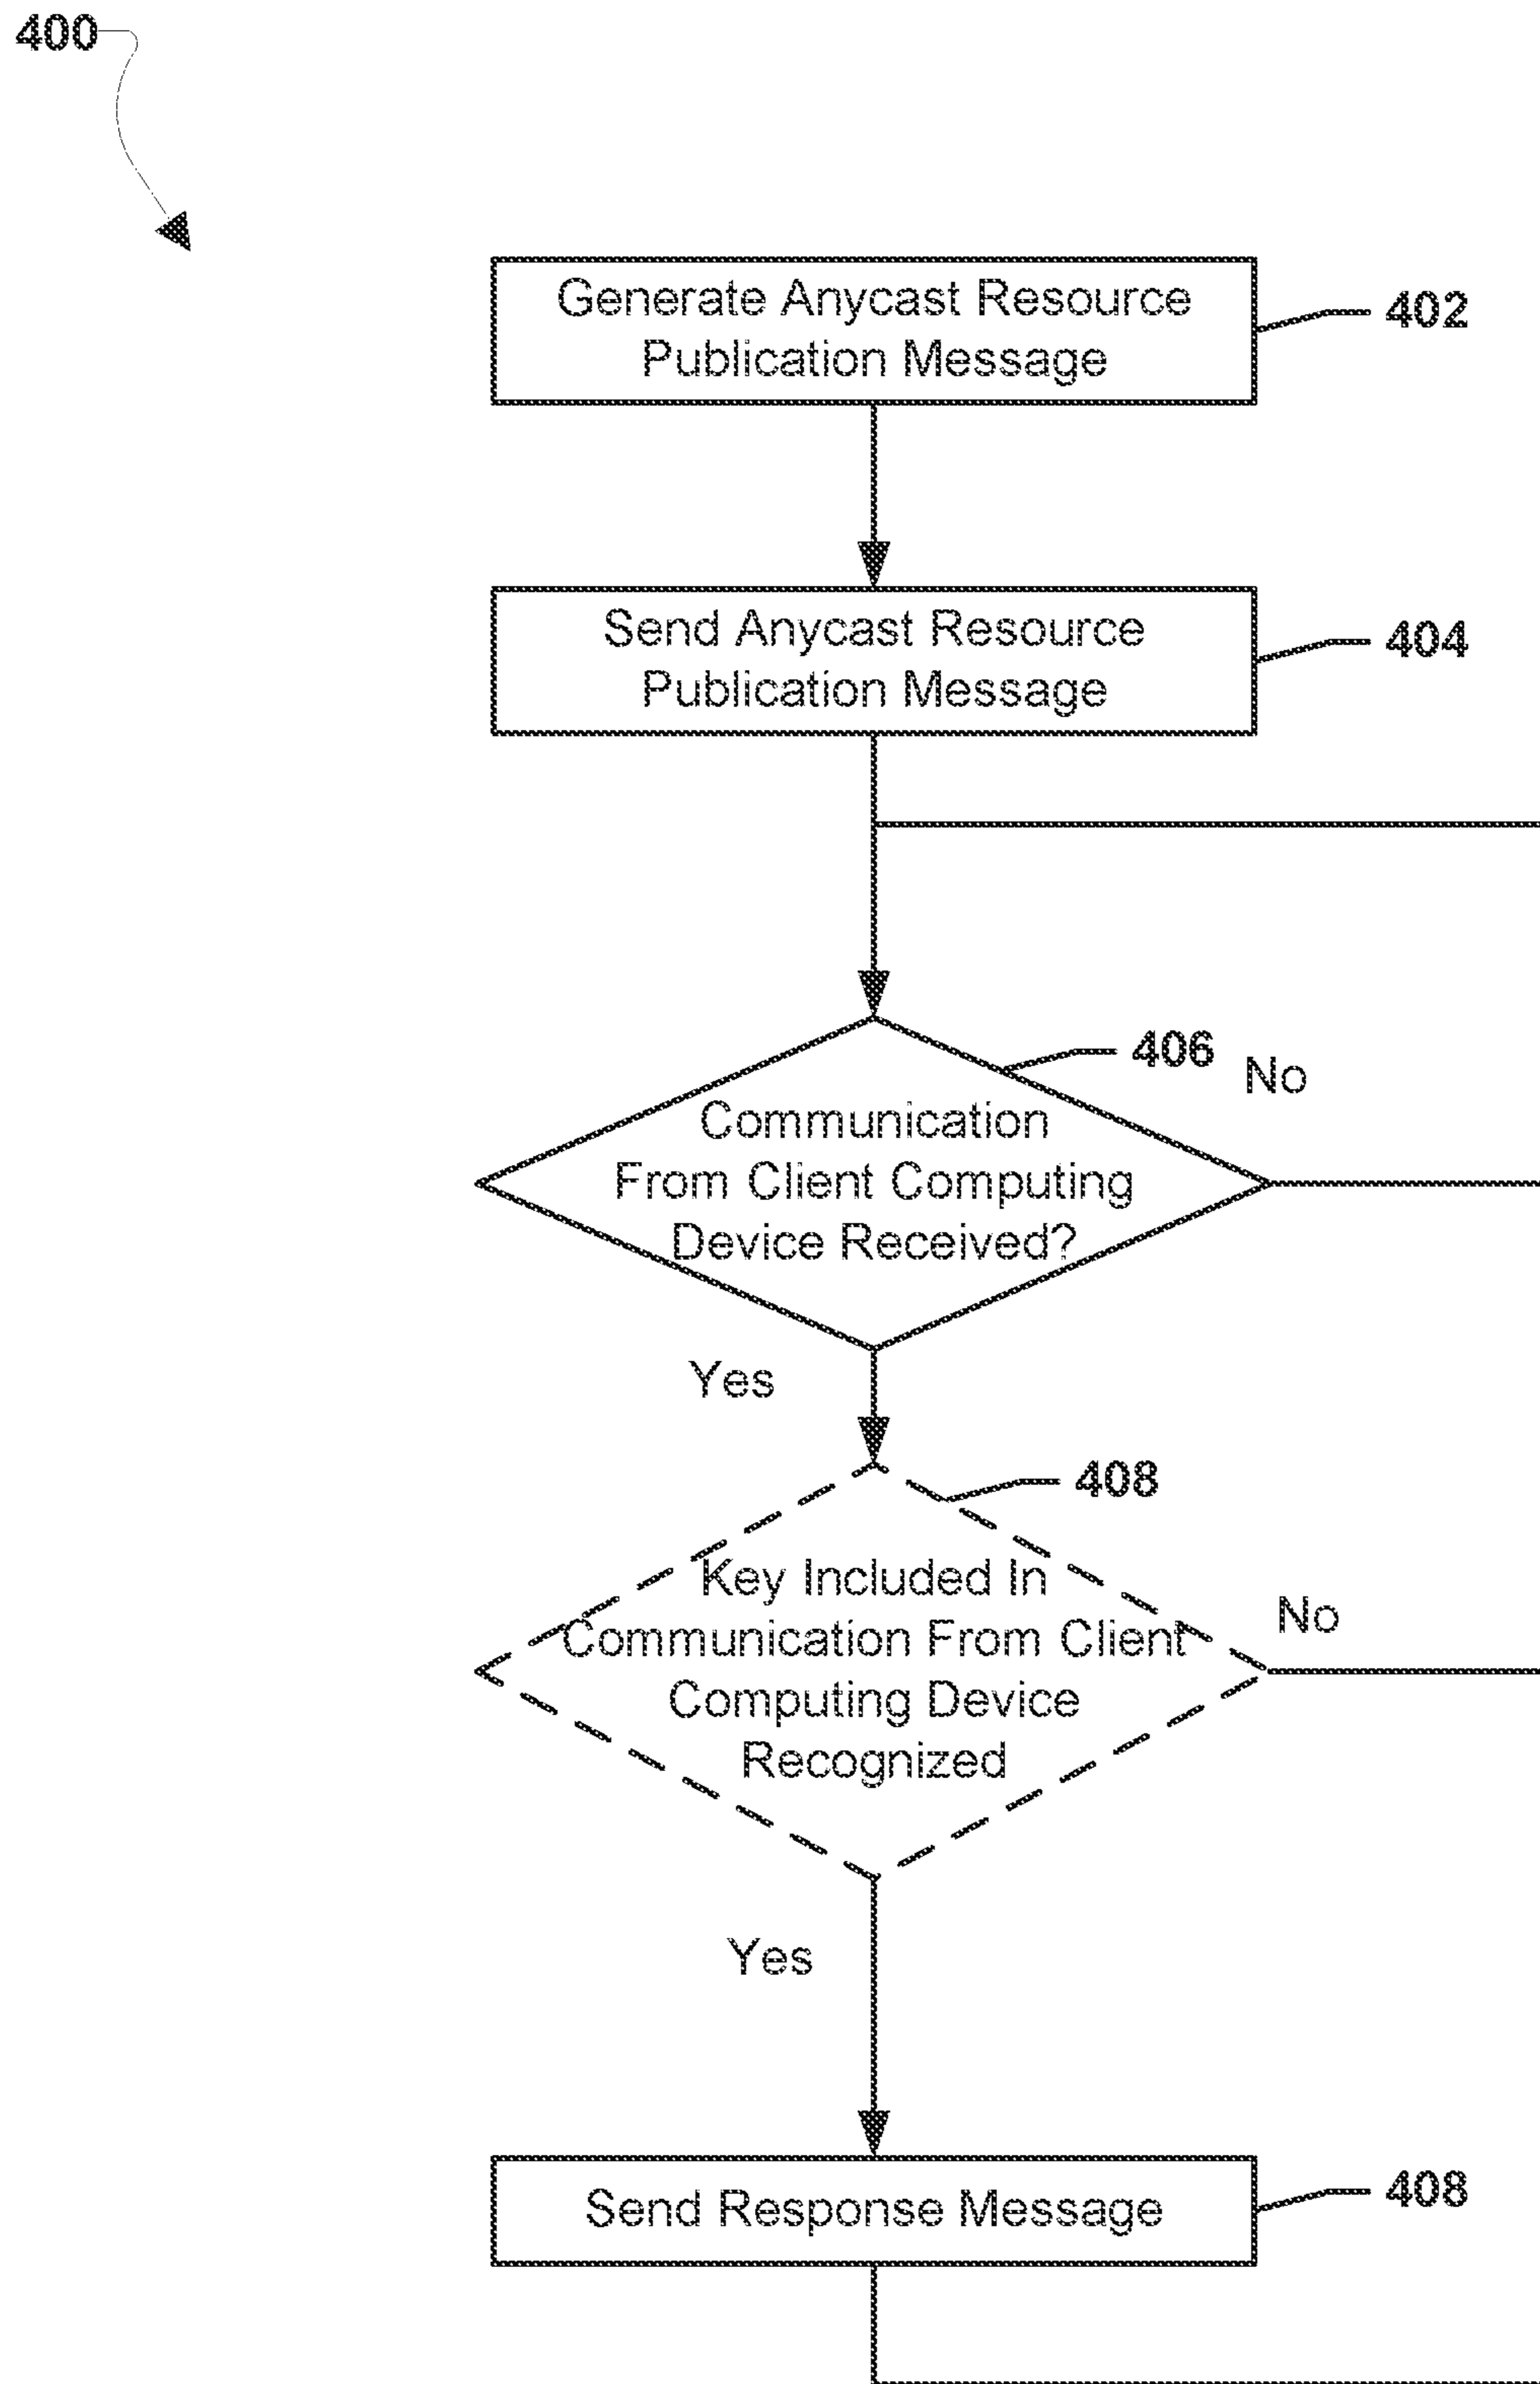 400
Generate Anycast Resource
Publication Message
402
Send Anycast Resource
Publication Message
404
406
No
Communication
From Client Computing
Device Received?
Yes
408
Key Included In
Communication From Client
Computing Device
Recognized
No
Yes
Send Response Message
408